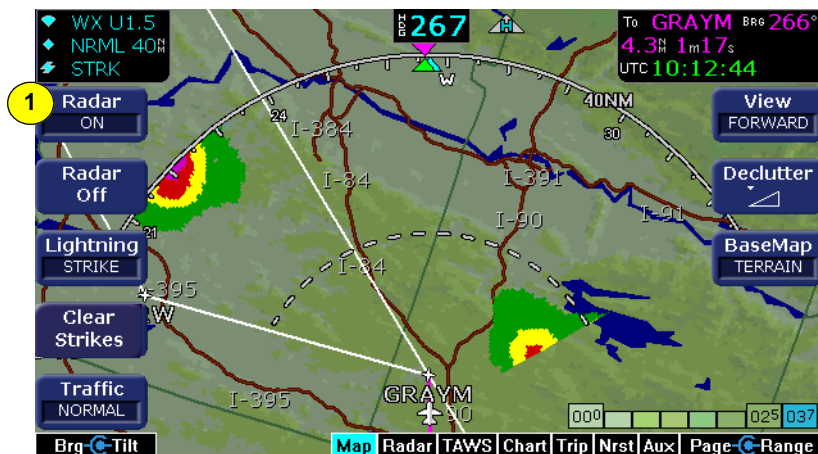 WX U1.5
NRML 40NM
STRK
HDG 267
H
To GRAYM BRG 266°
4.3NM 1m17s
UTC 10:12:44
1
Radar
ON
Radar
Off
Lightning
STRIKE
Clear
Strikes
Traffic
NORMAL
View
FORWARD
Declutter
BaseMap
TERRAIN
W
24
40NM
30
21
I-384
I-84
I-391
I-91
I-90
I-84
-395
W
GRAYM
90
I-395
000 025 037
Brg Tilt
Map Radar TAWS Chart Trip Nrst Aux Page Range